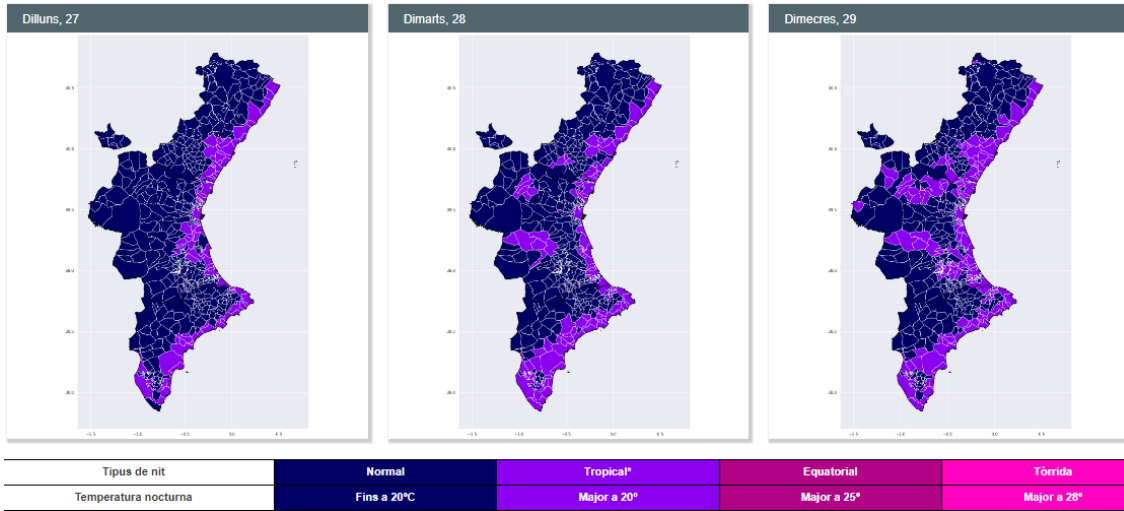 Dilluns, 27
Dimarts, 28
Dimecres, 29
Tipus de nit Normal Tropical* Equatorial Tòrrida
Temperatura nocturna Fins a 20ºC Major a 20º Major a 25º Major a 28º